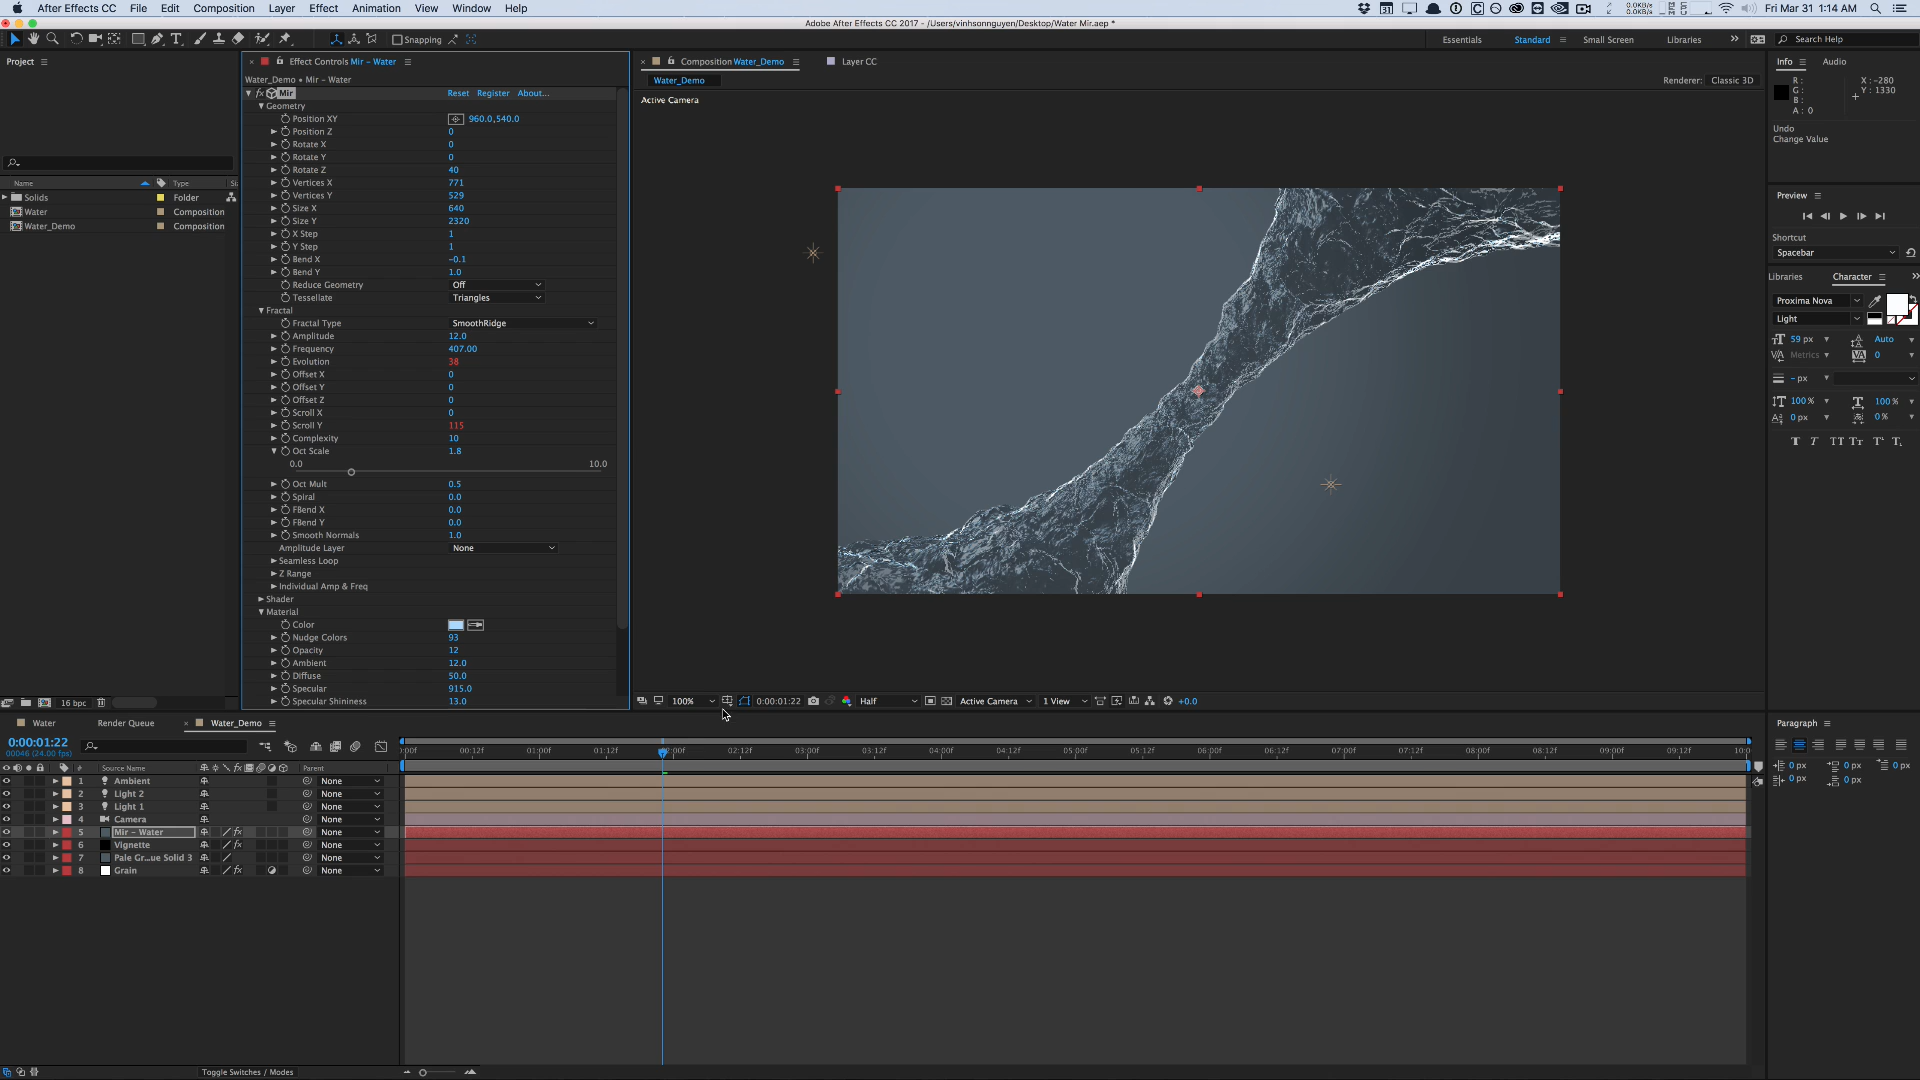 After Effects CC File Edit Composition Layer Effect Animation View Window Help
0.0KB/s
0.0KB/s
Fri Mar 31 1:14 AM
Adobe After Effects CC 2017 - /Users/vinhsonnguyen/Desktop/Water Mir.aep *
Snapping
Essentials Standard Small Screen Libraries Search Help
Project
Name Type
Solids Folder
Water Composition
Water_Demo Composition
16 bpc
Effect Controls Mir – Water
Water_Demo • Mir – Water
fx Mir Reset Register About...
Geometry
Position XY 960.0,540.0
Position Z 0
Rotate X 0
Rotate Y 0
Rotate Z 40
Vertices X 771
Vertices Y 529
Size X 640
Size Y 2320
X Step 1
Y Step 1
Bend X -0.1
Bend Y 1.0
Reduce Geometry Off
Tessellate Triangles
Fractal
Fractal Type SmoothRidge
Amplitude 12.0
Frequency 407.00
Evolution 38
Offset X 0
Offset Y 0
Offset Z 0
Scroll X 0
Scroll Y 115
Complexity 10
Oct Scale 1.8
0.0 10.0
Oct Mult 0.5
Spiral 0.0
FBend X 0.0
FBend Y 0.0
Smooth Normals 1.0
Amplitude Layer None
Seamless Loop
Z Range
Individual Amp & Freq
Shader
Material
Color
Nudge Colors 93
Opacity 12
Ambient 12.0
Diffuse 50.0
Specular 915.0
Specular Shininess 13.0
Composition Water_Demo Layer CC
Water_Demo
Renderer: Classic 3D
Active Camera
100% 0:00:01:22 Half Active Camera 1 View +0.0
Info Audio
R :
G :
B :
A : 0
X : -280
Y : 1330
Undo
Change Value
Preview
Shortcut
Spacebar
Libraries Character
Proxima Nova
Light
59 px Auto
Metrics 0
- px
100 % 100 %
0 px 0 %
Paragraph
0 px 0 px 0 px
0 px 0 px
Water Render Queue Water_Demo
0:00:01:22
00046 (24.00 fps)
00:12f 01:00f 01:12f 02:12f 03:00f 03:12f 04:00f 04:12f 05:00f 05:12f 06:00f 06:12f 07:00f 07:12f 08:00f 08:12f 09:00f 09:12f
# Source Name Parent
1 Ambient None
2 Light 2 None
3 Light 1 None
4 Camera None
5 Mir – Water None
6 Vignette None
7 Pale Gr...ue Solid 3 None
8 Grain None
Toggle Switches / Modes